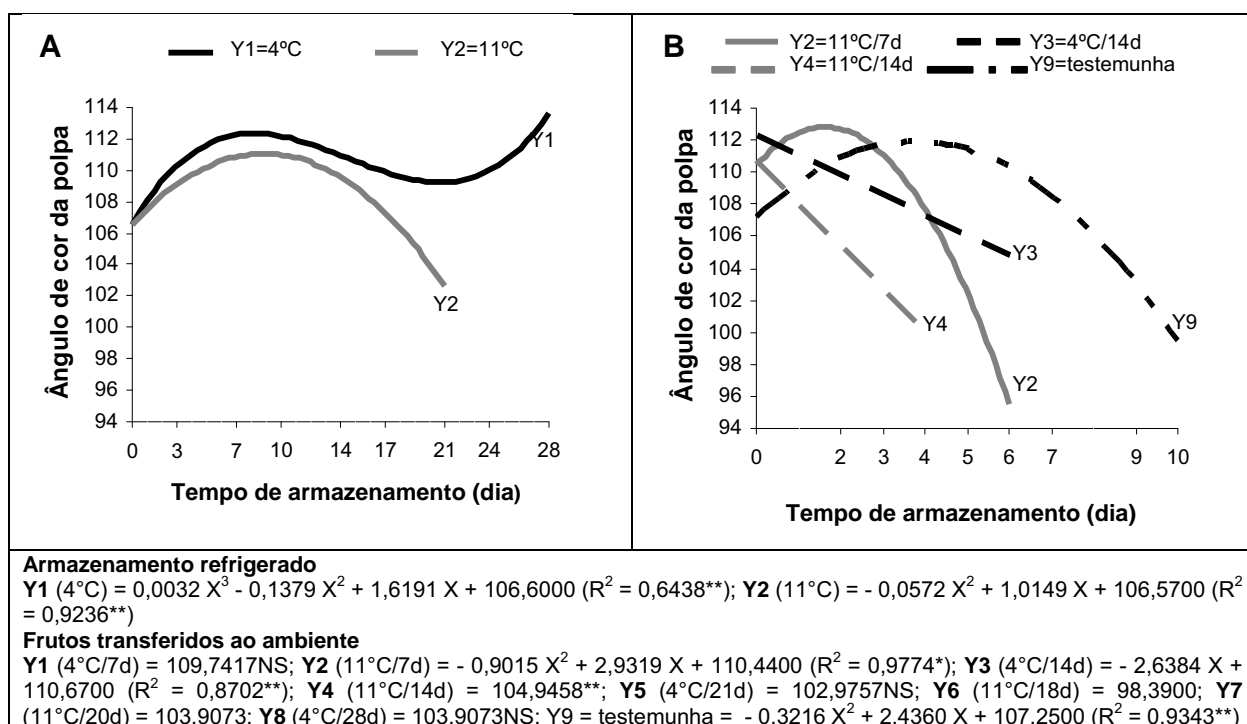 A
Y1=4ºC
Y2=11ºC
Ângulo de cor da polpa
114
112
110
108
106
104
102
100
98
96
94
Y1
Y2
0 3 7 10 14 17 21 24 28
Tempo de armazenamento (dia)
B
Y2=11ºC/7d
Y3=4ºC/14d
Y4=11ºC/14d
Y9=testemunha
Ângulo de cor da polpa
114
112
110
108
106
104
102
100
98
96
94
Y3
Y4
Y9
Y2
0 2 3 4 5 6 9 10
Tempo de armazenamento (dia)
Armazenamento refrigerado
Y1 (4°C) = 0,0032 X³ - 0,1379 X² + 1,6191 X + 106,6000 (R² = 0,6438**); Y2 (11°C) = - 0,0572 X² + 1,0149 X + 106,5700 (R²
= 0,9236**)
Frutos transferidos ao ambiente
Y1 (4°C/7d) = 109,7417NS; Y2 (11°C/7d) = - 0,9015 X² + 2,9319 X + 110,4400 (R² = 0,9774*); Y3 (4°C/14d) = - 2,6384 X +
110,6700 (R² = 0,8702**); Y4 (11°C/14d) = 104,9458**; Y5 (4°C/21d) = 102,9757NS; Y6 (11°C/18d) = 98,3900; Y7
(11°C/20d) = 103,9073; Y8 (4°C/28d) = 103,9073NS; Y9 = testemunha = - 0,3216 X² + 2,4360 X + 107,2500 (R² = 0,9343**)